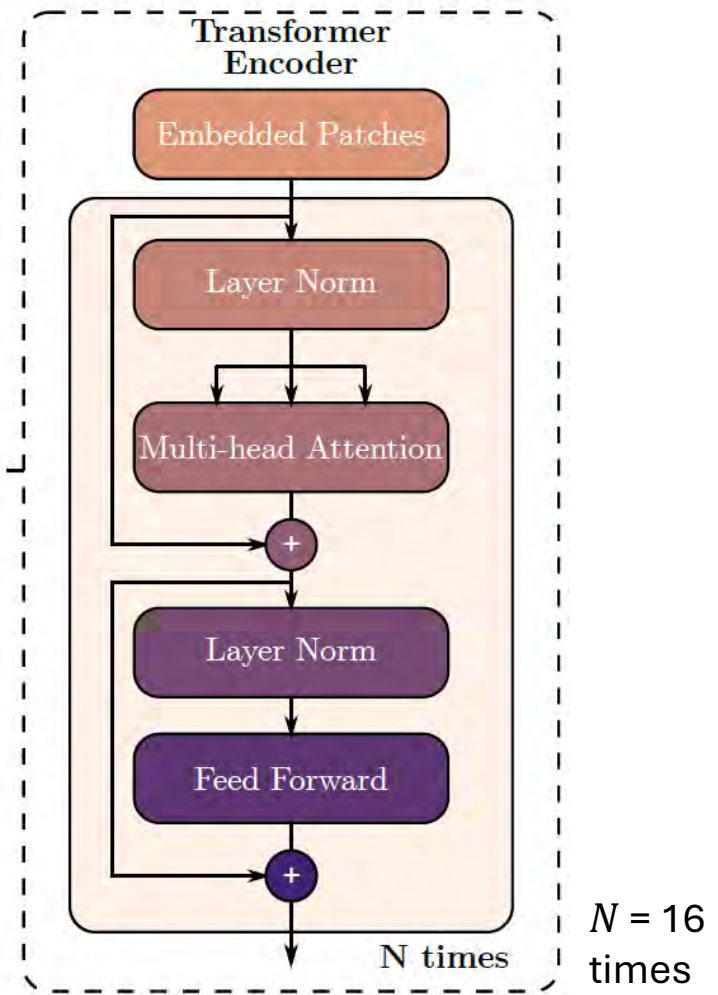 Transformer
Encoder
Embedded Patches
Layer Norm
Multi-head Attention
+
Layer Norm
Feed Forward
+
N times
N = 16
times